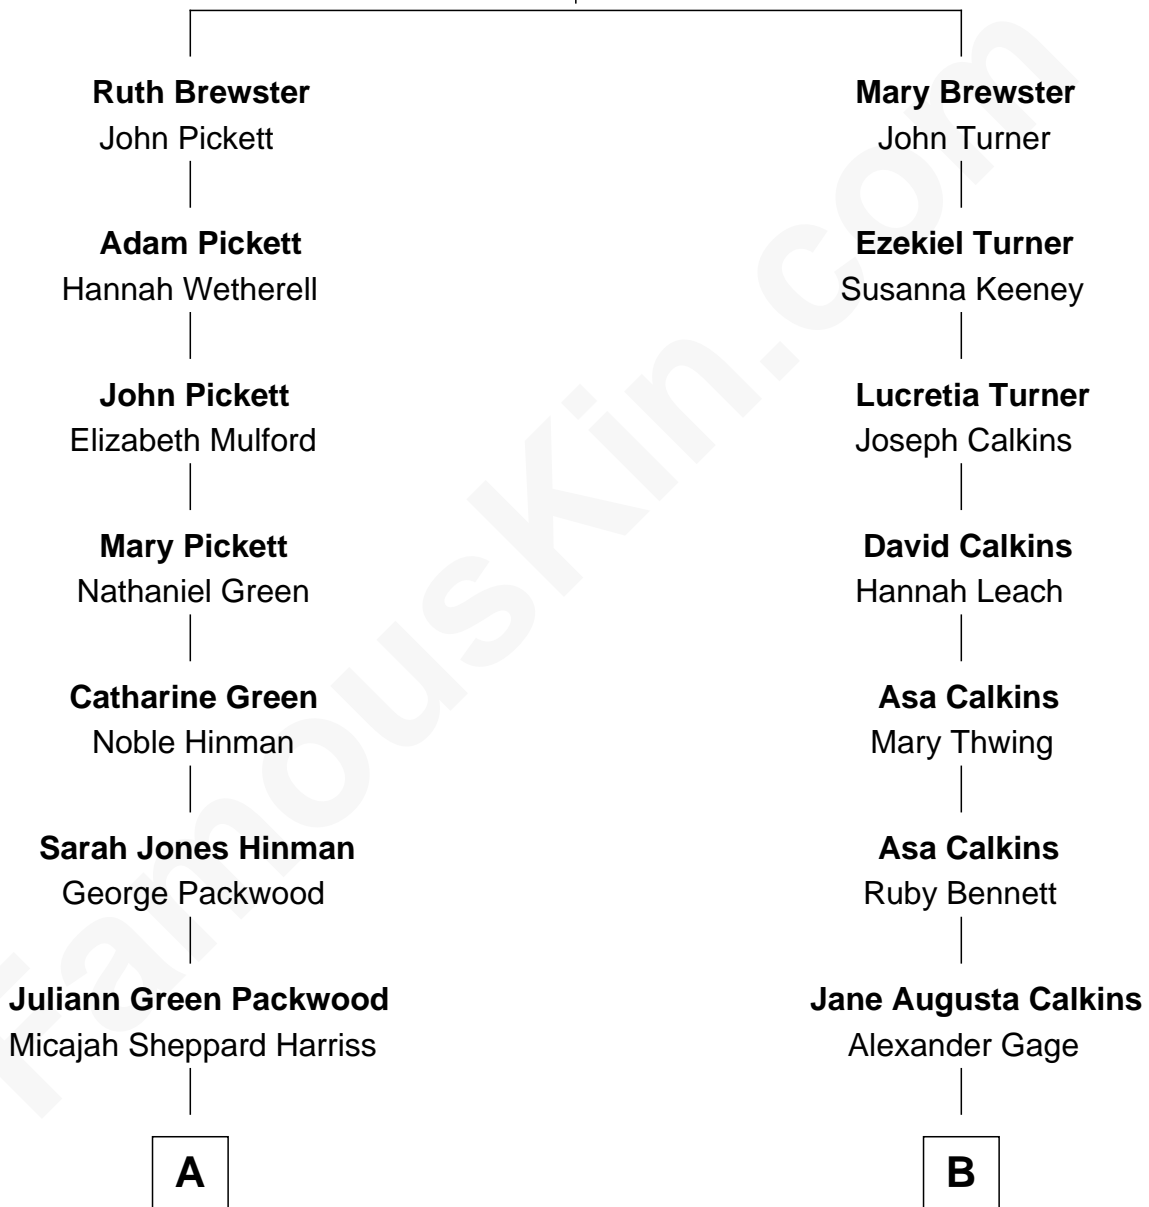 Ruth Brewster
John Pickett
Adam Pickett
Hannah Wetherell
John Pickett
Elizabeth Mulford
Mary Pickett
Nathaniel Green
Catharine Green
Noble Hinman
Sarah Jones Hinman
George Packwood
Juliann Green Packwood
Micajah Sheppard Harriss
A
Mary Brewster
John Turner
Ezekiel Turner
Susanna Keeney
Lucretia Turner
Joseph Calkins
David Calkins
Hannah Leach
Asa Calkins
Mary Thwing
Asa Calkins
Ruby Bennett
Jane Augusta Calkins
Alexander Gage
B
FamousKin.com